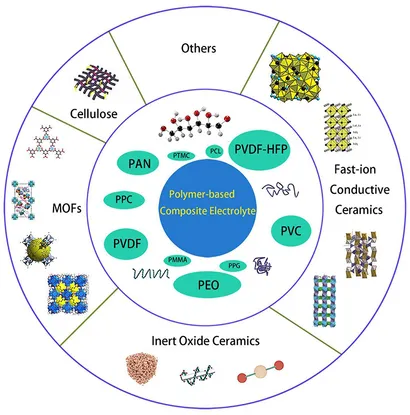 Others
Cellulose
PTMC
PCL
PVDF-HFP
PAN
Fast-ion
Conductive
Ceramics
MOFs
PPC
Polymer-based
Composite Electrolyte
PVC
PVDF
PMMA
PPG
PEO
Inert Oxide Ceramics